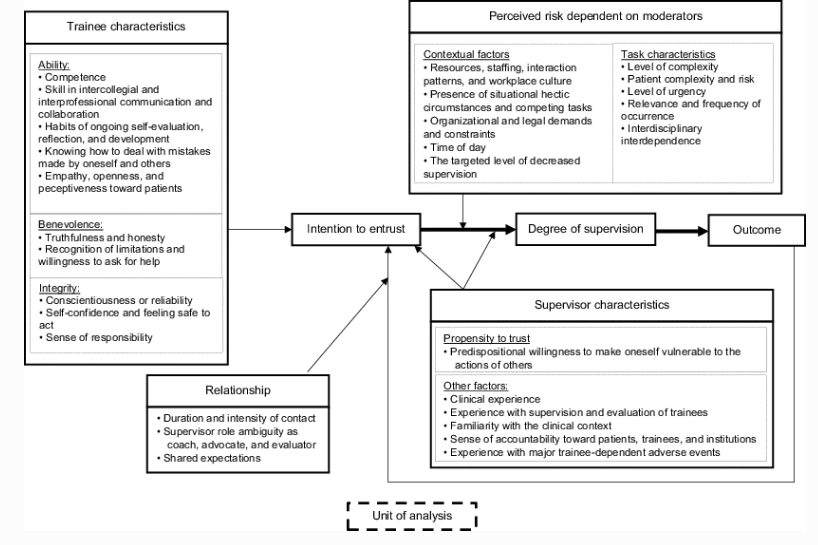 Trainee characteristics
Ability:
• Competence
• Skill in intercollegial and
interprofessional communication and
collaboration
• Habits of ongoing self-evaluation,
reflection, and development
• Knowing how to deal with mistakes
made by oneself and others
• Empathy, openness, and
peceptiveness toward patients
Benevolence:
• Truthfulness and honesty
• Recognition of limitations and
willingness to ask for help
Integrity:
• Conscientiousness or reliability
• Self-confidence and feeling safe to
act
• Sense of responsibility
Perceived risk dependent on moderators
Contextual factors
• Resources, staffing, interaction
patterns, and workplace culture
• Presence of situational hectic
circumstances and competing tasks
• Organizational and legal demands
and constraints
• Time of day
• The targeted level of decreased
supervision
Task characteristics
• Level of complexity
• Patient complexity and risk
• Level of urgency
• Relevance and frequency of
occurrence
• Interdisciplinary
interdependence
Intention to entrust
Degree of supervision
Outcome
Supervisor characteristics
Propensity to trust
• Predispositional willingness to make oneself vulnerable to the
actions of others
Other factors:
• Clinical experience
• Experience with supervision and evaluation of trainees
• Familiarity with the clinical context
• Sense of accountability toward patients, trainees, and institutions
• Experience with major trainee-dependent adverse events
Relationship
• Duration and intensity of contact
• Supervisor role ambiguity as
coach, advocate, and evaluator
• Shared expectations
Unit of analysis